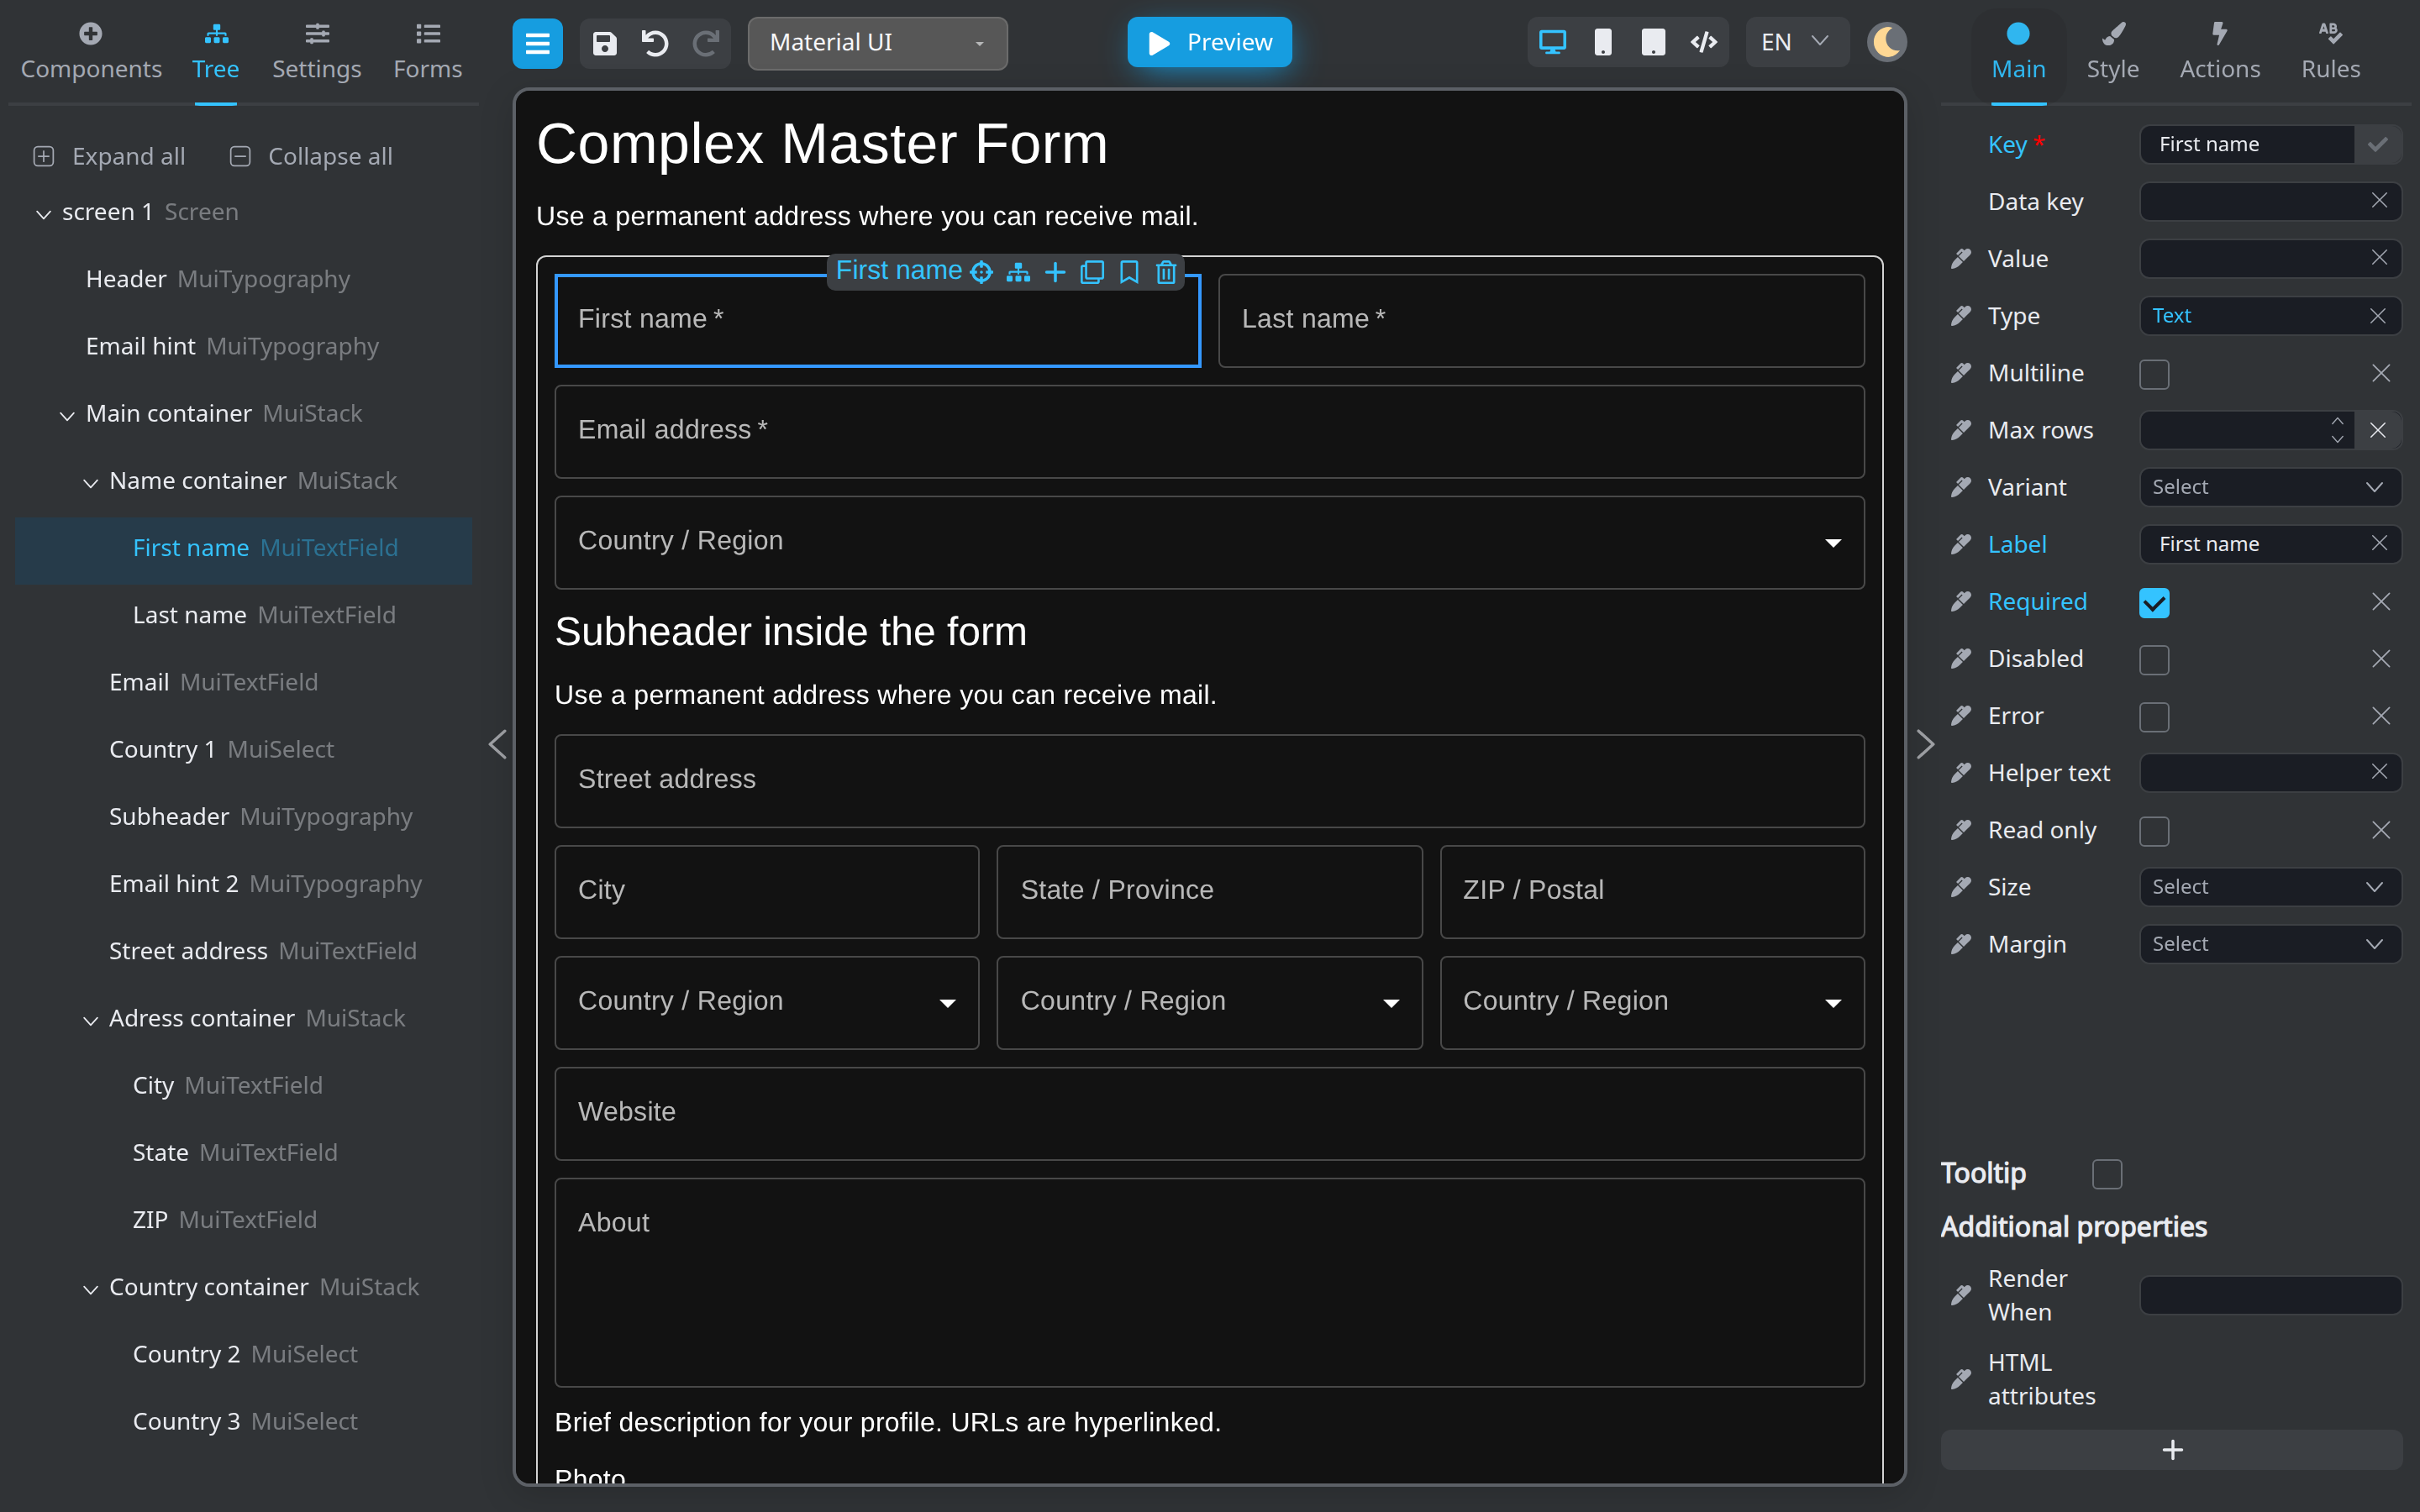 Components Tree Settings Forms
Expand all Collapse all
screen 1 Screen
Header MuiTypography
Email hint MuiTypography
Main container MuiStack
Name container MuiStack
First name MuiTextField
Last name MuiTextField
Email MuiTextField
Country 1 MuiSelect
Subheader MuiTypography
Email hint 2 MuiTypography
Street address MuiTextField
Adress container MuiStack
City MuiTextField
State MuiTextField
ZIP MuiTextField
Country container MuiStack
Country 2 MuiSelect
Country 3 MuiSelect
Material UI Preview EN
Complex Master Form
Use a permanent address where you can receive mail.
First name
First name * Last name *
Email address *
Country / Region
Subheader inside the form
Use a permanent address where you can receive mail.
Street address
City State / Province ZIP / Postal
Country / Region Country / Region Country / Region
Website
About
Brief description for your profile. URLs are hyperlinked.
Photo
Main Style Actions AB Rules
Key * First name
Data key
Value
Type Text
Multiline
Max rows
Variant Select
Label First name
Required
Disabled
Error
Helper text
Read only
Size Select
Margin Select
Tooltip
Additional properties
Render
When
HTML
attributes